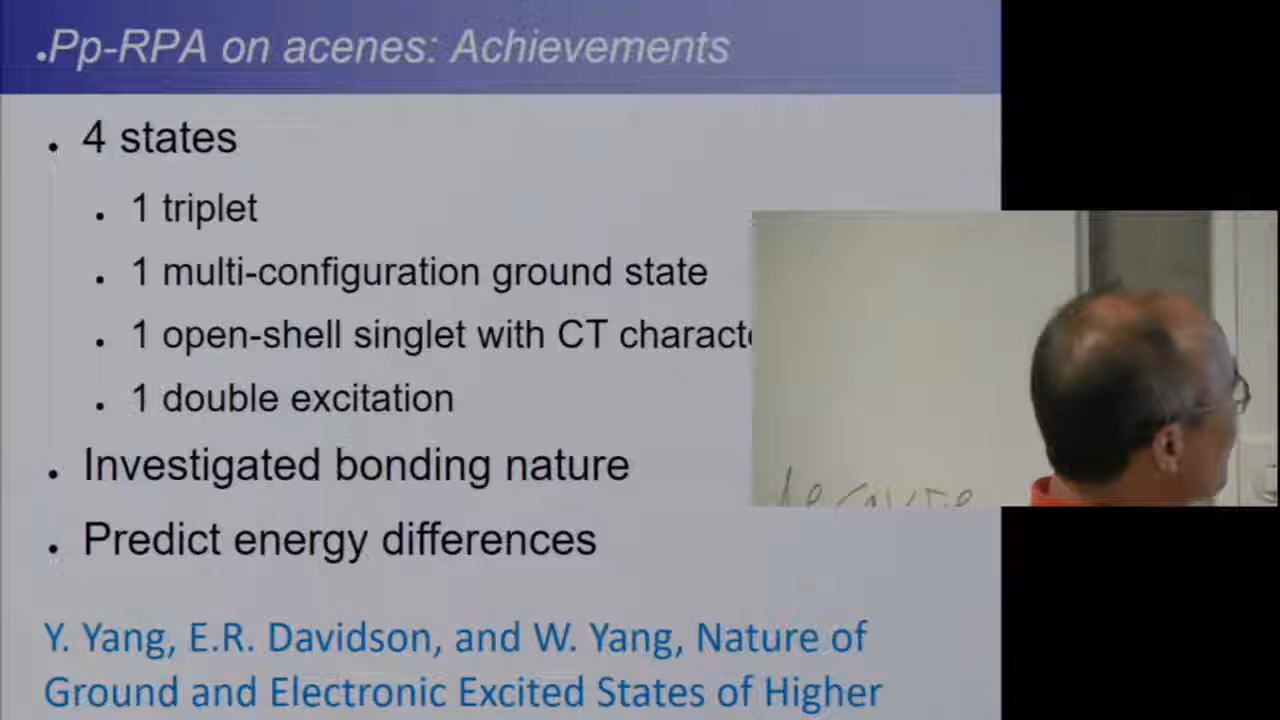 .Pp-RPA on acenes: Achievements
. 4 states
. 1 triplet
. 1 multi-configuration ground state
. 1 open-shell singlet with CT characte
. 1 double excitation
. Investigated bonding nature
. Predict energy differences
Y. Yang, E.R. Davidson, and W. Yang, Nature of
Ground and Electronic Excited States of Higher